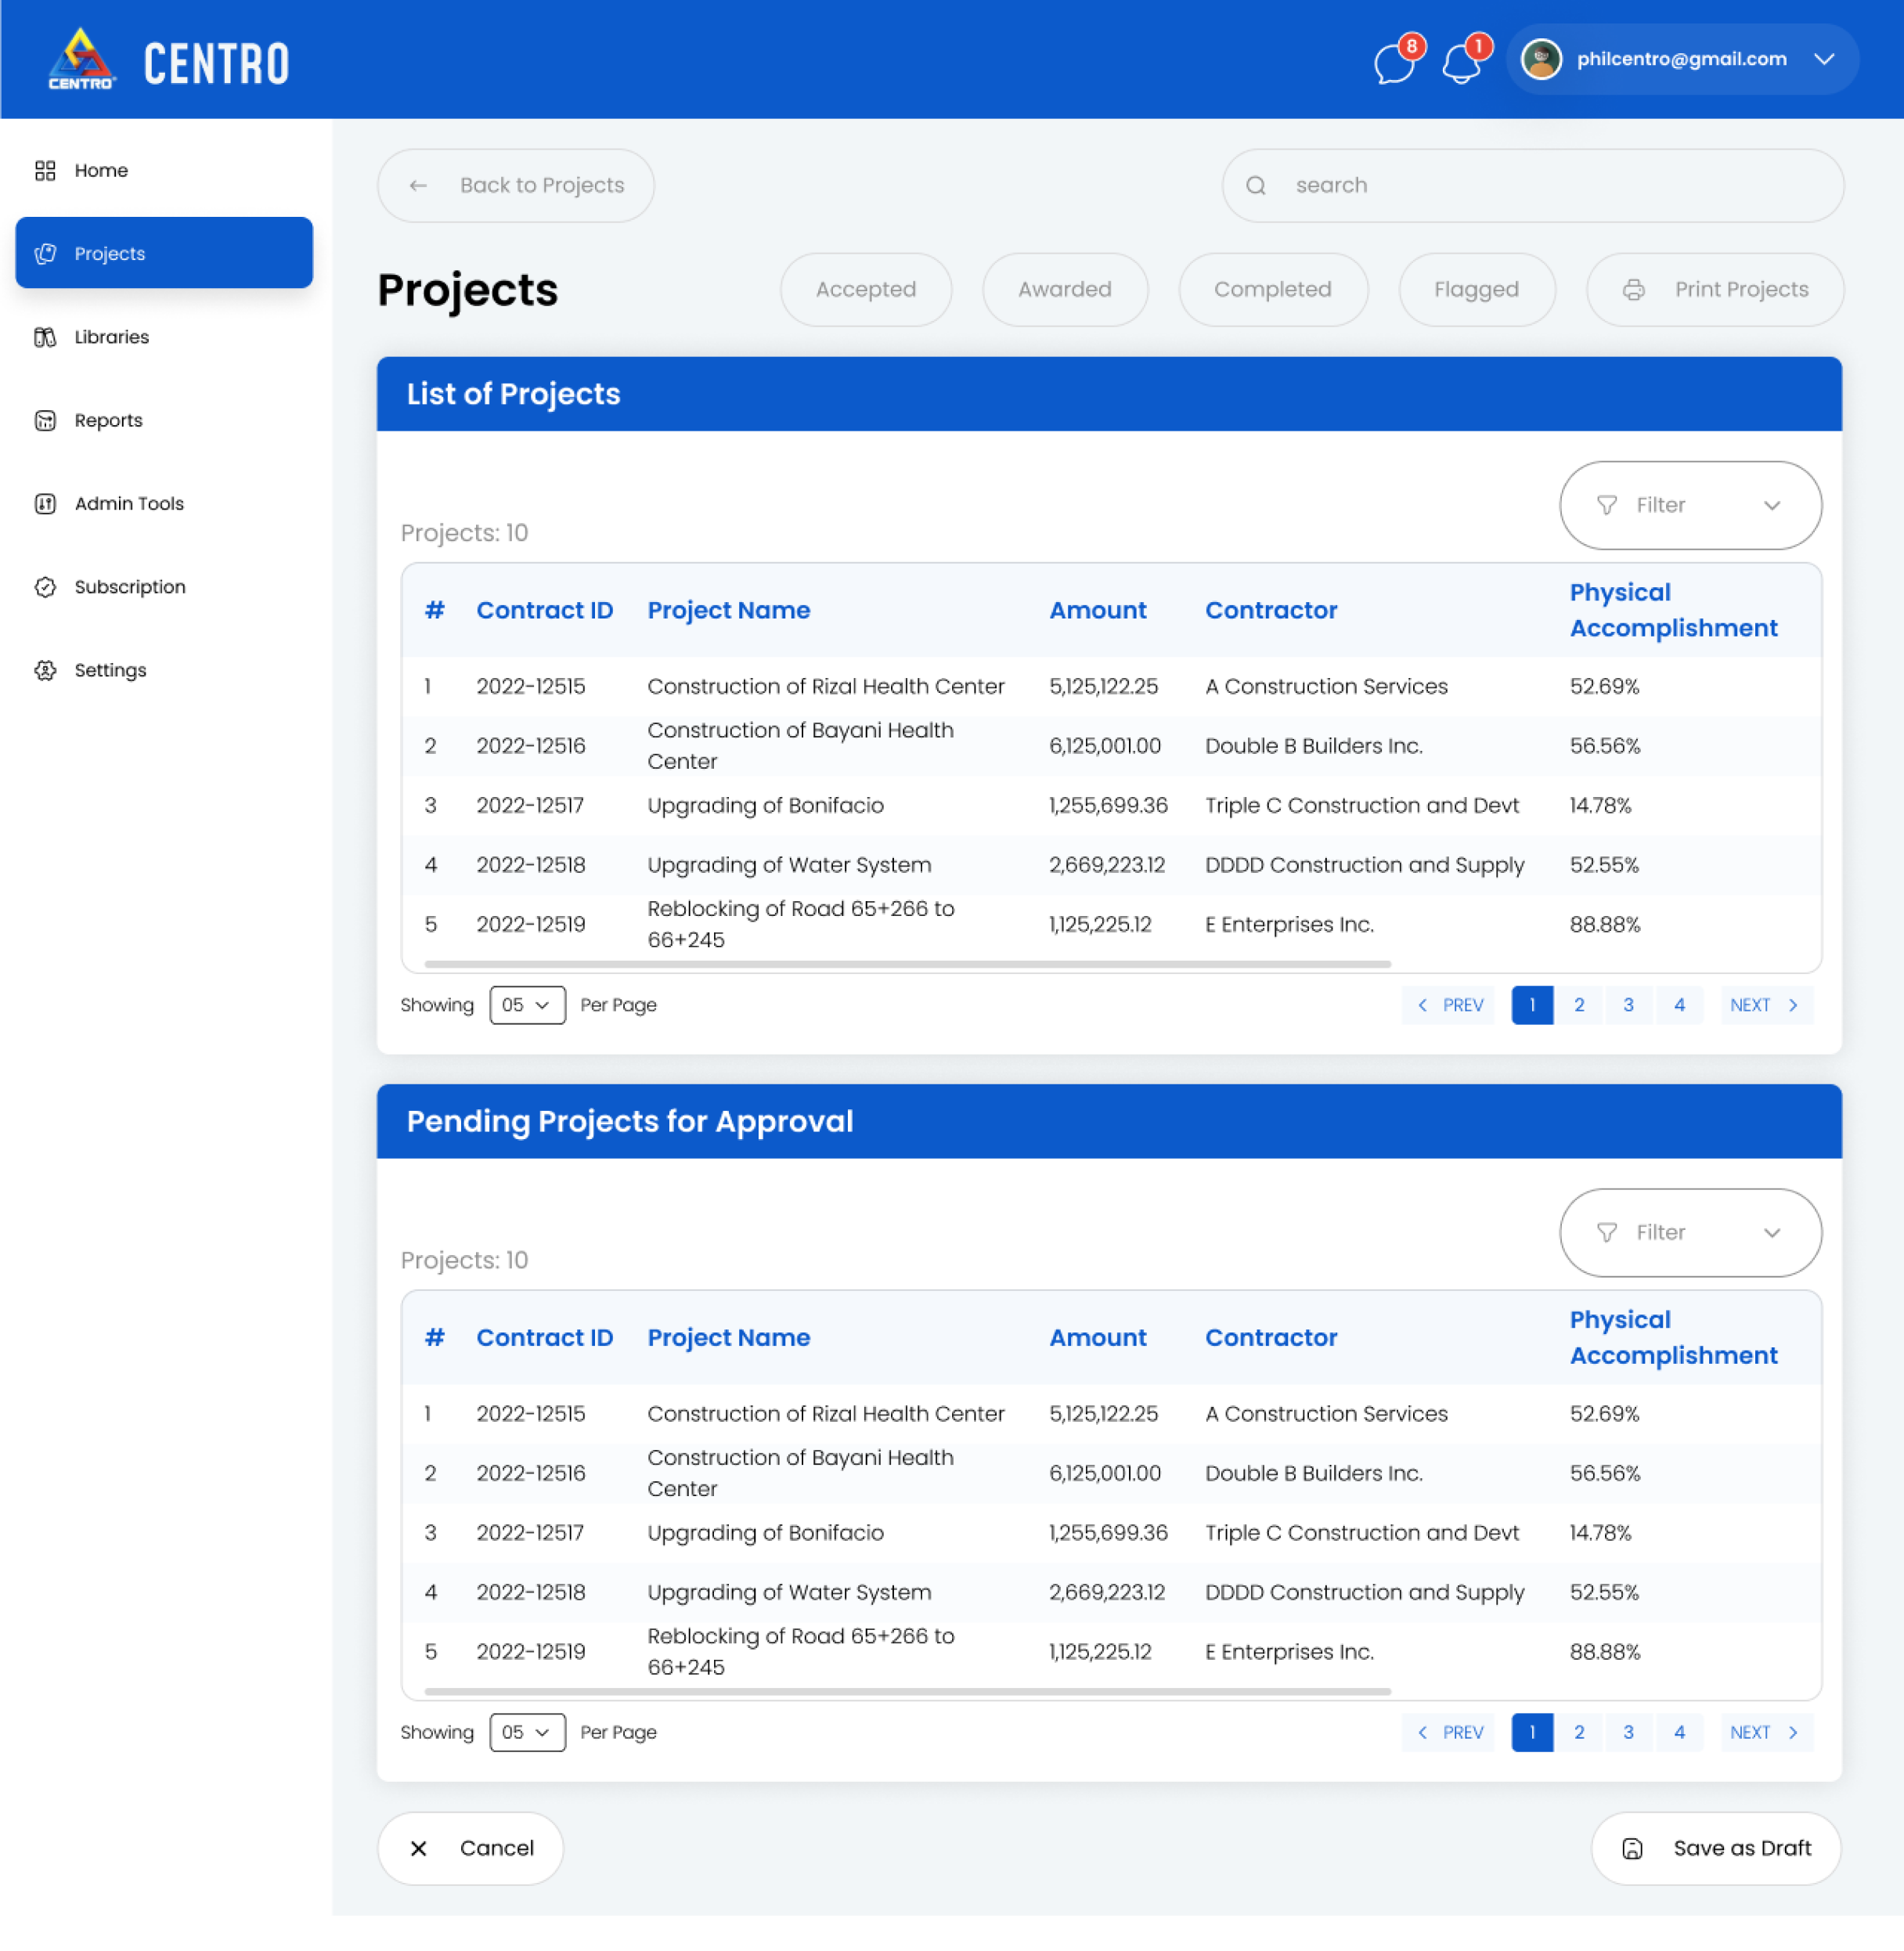 CENTRO
CENTRO
8
1
philcentro@gmail.com
Home
Projects
Libraries
Reports
Admin Tools
Subscription
Settings
Back to Projects
search
Projects
Accepted
Awarded
Completed
Flagged
Print Projects
List of Projects
Filter
Projects: 10
# Contract ID Project Name Amount Contractor Physical
Accomplishment
1 2022-12515 Construction of Rizal Health Center 5,125,122.25 A Construction Services 52.69%
2 2022-12516 Construction of Bayani Health
Center 6,125,001.00 Double B Builders Inc. 56.56%
3 2022-12517 Upgrading of Bonifacio 1,255,699.36 Triple C Construction and Devt 14.78%
4 2022-12518 Upgrading of Water System 2,669,223.12 DDDD Construction and Supply 52.55%
5 2022-12519 Reblocking of Road 65+266 to
66+245 1,125,225.12 E Enterprises Inc. 88.88%
Showing 05 Per Page
PREV 1 2 3 4 NEXT
Pending Projects for Approval
Filter
Projects: 10
# Contract ID Project Name Amount Contractor Physical
Accomplishment
1 2022-12515 Construction of Rizal Health Center 5,125,122.25 A Construction Services 52.69%
2 2022-12516 Construction of Bayani Health
Center 6,125,001.00 Double B Builders Inc. 56.56%
3 2022-12517 Upgrading of Bonifacio 1,255,699.36 Triple C Construction and Devt 14.78%
4 2022-12518 Upgrading of Water System 2,669,223.12 DDDD Construction and Supply 52.55%
5 2022-12519 Reblocking of Road 65+266 to
66+245 1,125,225.12 E Enterprises Inc. 88.88%
Showing 05 Per Page
PREV 1 2 3 4 NEXT
Cancel
Save as Draft